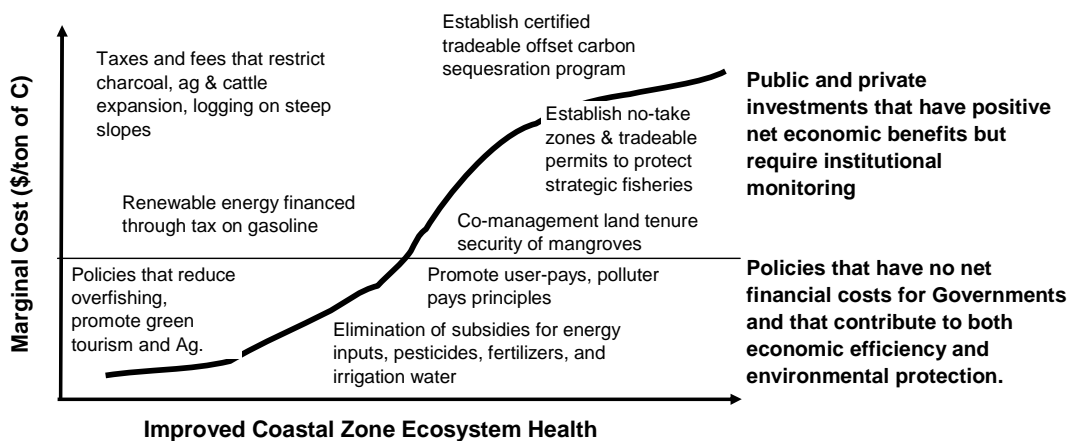 Establish certified
tradeable offset carbon
sequesration program
Taxes and fees that restrict
charcoal, ag & cattle
expansion, logging on steep
slopes
Public and private
investments that have positive
net economic benefits but
require institutional
monitoring
Establish no-take
zones & tradeable
permits to protect
strategic fisheries
Renewable energy financed
through tax on gasoline
Co-management land tenure
security of mangroves
Marginal Cost ($/ton of C)
Policies that reduce
overfishing,
promote green
tourism and Ag.
Promote user-pays, polluter
pays principles
Policies that have no net
financial costs for Governments
and that contribute to both
economic efficiency and
environmental protection.
Elimination of subsidies for energy
inputs, pesticides, fertilizers, and
irrigation water
Improved Coastal Zone Ecosystem Health